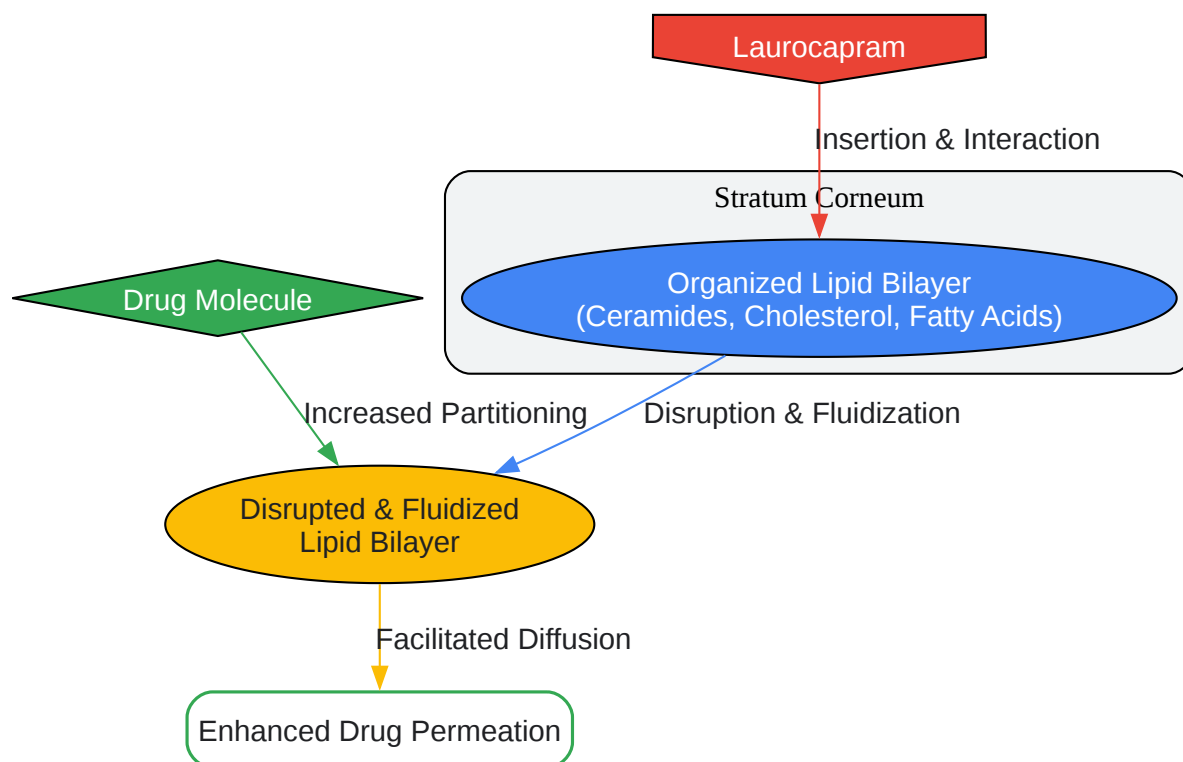 Laurocapram
Insertion & Interaction
Stratum Corneum
Organized Lipid Bilayer
(Ceramides, Cholesterol, Fatty Acids)
Drug Molecule
Increased Partitioning
Disruption & Fluidization
Disrupted & Fluidized
Lipid Bilayer
Facilitated Diffusion
Enhanced Drug Permeation